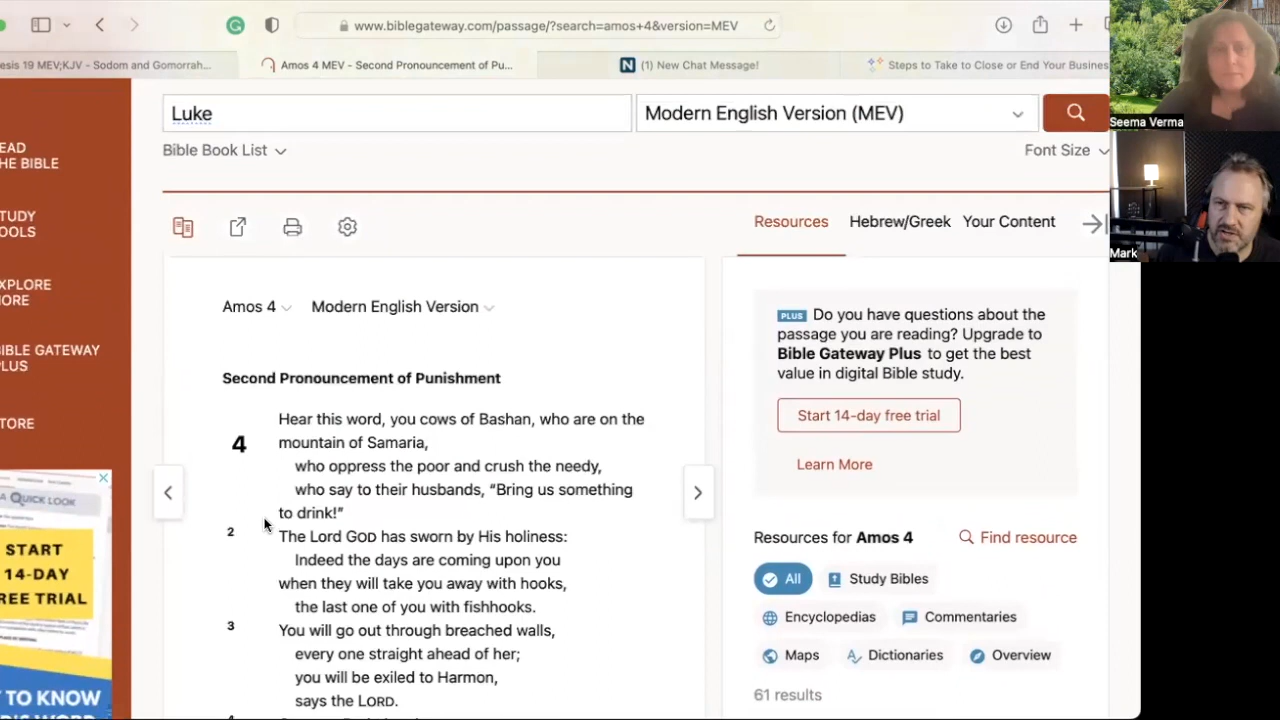 www.biblegateway.com/passage/?search=amos+4&version=MEV
esis 19 MEV;KJV - Sodom and Gomorrah...
Amos 4 MEV - Second Pronouncement of Pu...
N
(1) New Chat Message!
Steps to Take to Close or End Your Busines
Seema Verma
Mark
EAD
HE BIBLE
TUDY
OOLS
XPLORE
ORE
IBLE GATEWAY
PLUS
TORE
A QUICK LOOK
START
14-DAY
REE TRIAL
TO KNOW
Luke
Modern English Version (MEV)
Bible Book List
Font Size
Resources
Hebrew/Greek
Your Content
Amos 4
Modern English Version
Second Pronouncement of Punishment
4
Hear this word, you cows of Bashan, who are on the
mountain of Samaria,
who oppress the poor and crush the needy,
who say to their husbands, “Bring us something
to drink!”
2
The Lord GOD has sworn by His holiness:
Indeed the days are coming upon you
when they will take you away with hooks,
the last one of you with fishhooks.
3
You will go out through breached walls,
every one straight ahead of her;
you will be exiled to Harmon,
says the LORD.
PLUS Do you have questions about the
passage you are reading? Upgrade to
Bible Gateway Plus to get the best
value in digital Bible study.
Start 14-day free trial
Learn More
Resources for Amos 4
Find resource
All
Study Bibles
Encyclopedias
Commentaries
Maps
Dictionaries
Overview
61 results